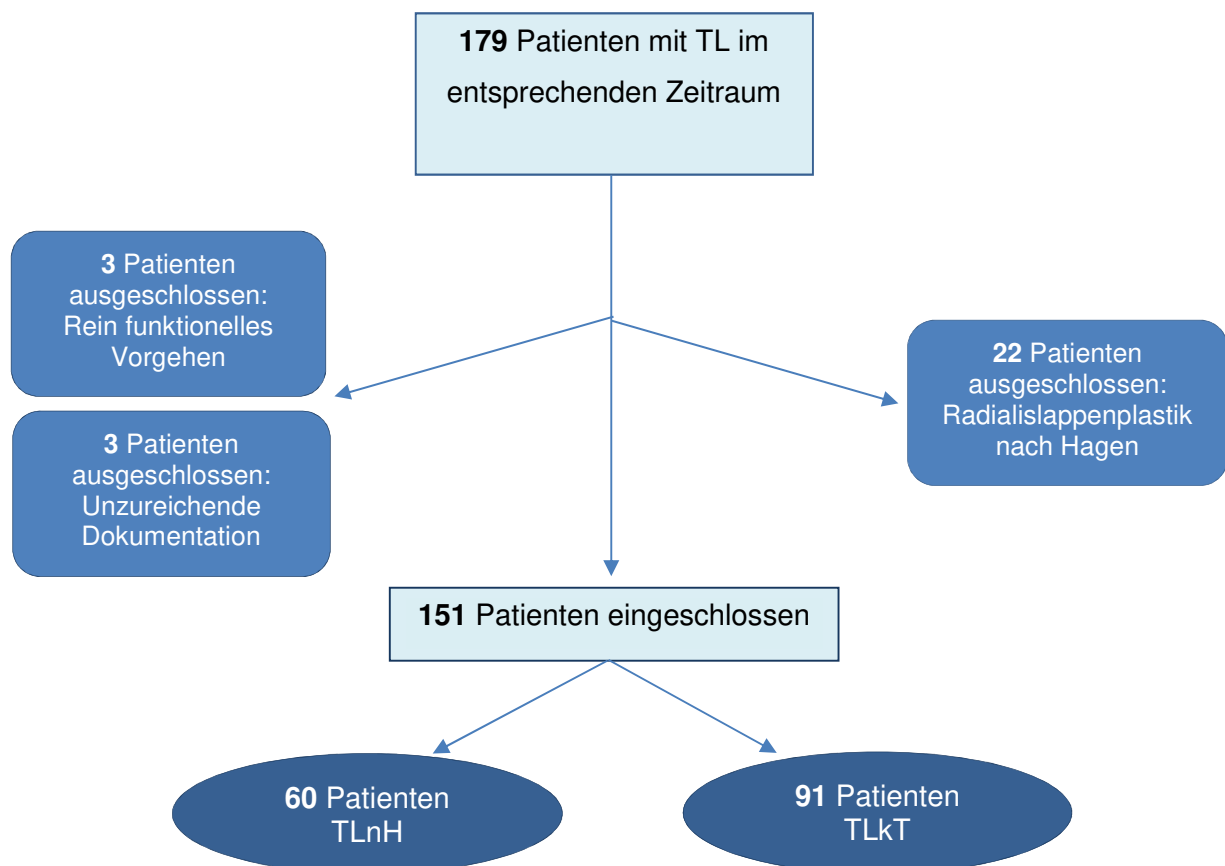 179 Patienten mit TL im
entsprechenden Zeitraum
3 Patienten
ausgeschlossen:
Rein funktionelles
Vorgehen
22 Patienten
ausgeschlossen:
Radialislappenplastik
nach Hagen
3 Patienten
ausgeschlossen:
Unzureichende
Dokumentation
151 Patienten eingeschlossen
60 Patienten
TLnH
91 Patienten
TLkT